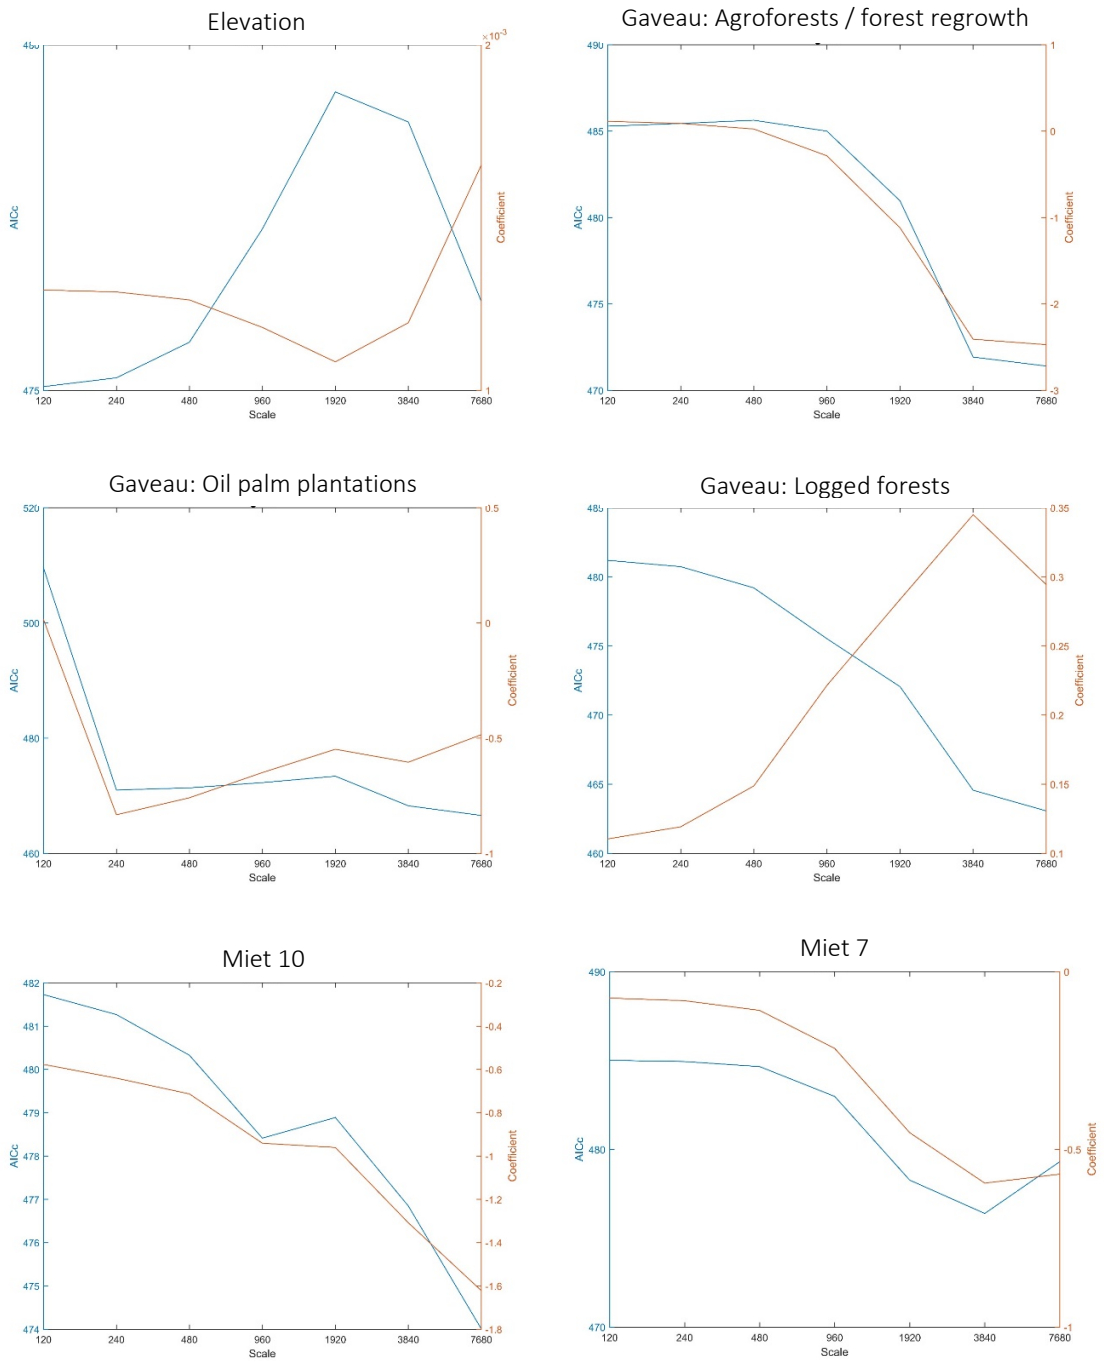 Elevation
×10⁻³
480
475
2
1
AICc
Coefficient
120 240 480 960 1920 3840 7680
Scale
Gaveau: Agroforests / forest regrowth
490
485
480
475
470
1
0
-1
-2
-3
AICc
Coefficient
120 240 480 960 1920 3840 7680
Scale
Gaveau: Oil palm plantations
520
500
480
460
0.5
0
-0.5
-1
AICc
Coefficient
120 240 480 960 1920 3840 7680
Scale
Gaveau: Logged forests
485
480
475
470
465
460
0.35
0.3
0.25
0.2
0.15
0.1
AICc
Coefficient
120 240 480 960 1920 3840 7680
Scale
Miet 10
482
481
480
479
478
477
476
475
474
-0.2
-0.4
-0.6
-0.8
-1
-1.2
-1.4
-1.6
-1.8
AICc
Coefficient
120 240 480 960 1920 3840 7680
Scale
Miet 7
490
480
470
0
-0.5
-1
AICc
Coefficient
120 240 480 960 1920 3840 7680
Scale